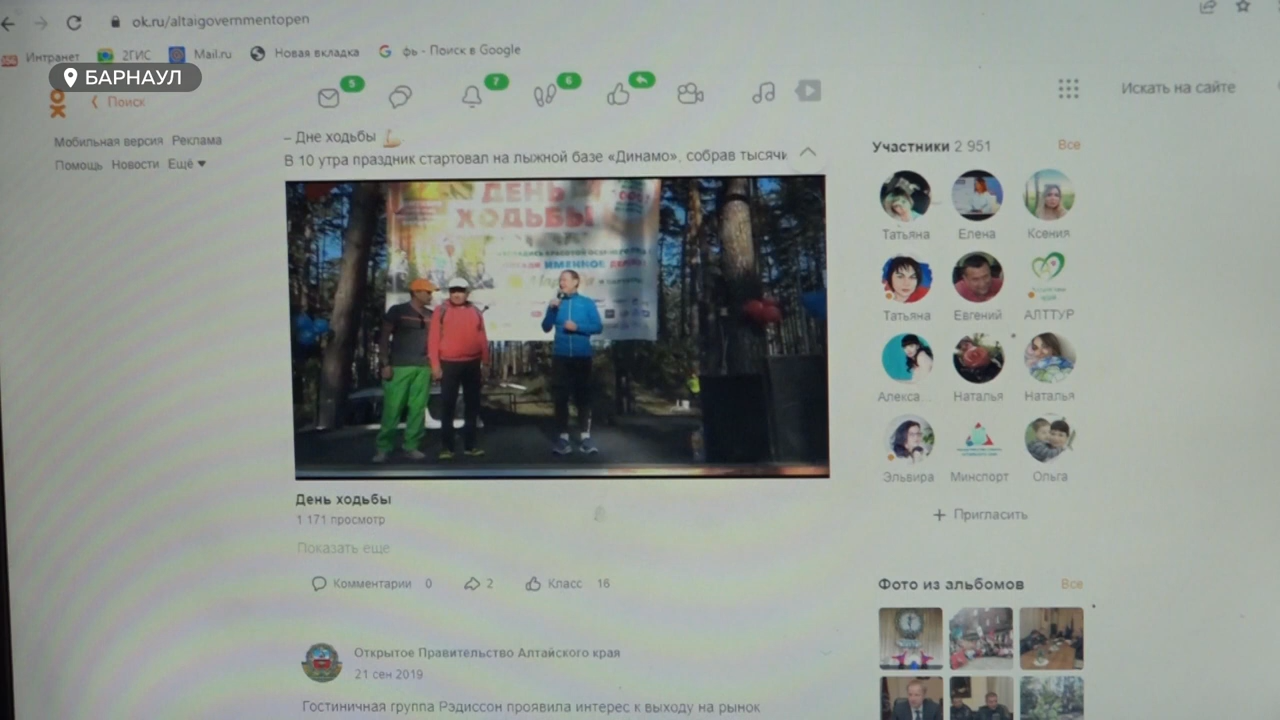 ok.ru/altaigovernmentopen
Интранет 2ГИС Mail.ru Новая вкладка G фь - Поиск в Google
БАРНАУЛ
Поиск
5 7 6
Искать на сайте
Мобильная версия Реклама
Помощь Новости Ещё
– Дне ходьбы
В 10 утра праздник стартовал на лыжной базе «Динамо», собрав тысячи
ДЕНЬ
ХОДЬБЫ
ИМЕННОЕ
День ходьбы
1 171 просмотр
Показать еще
Комментарии 0 2 Класс 16
Открытое Правительство Алтайского края
21 сен 2019
Гостиничная группа Рэдиссон проявила интерес к выходу на рынок
Участники 2 951 Все
Татьяна Елена Ксения
Татьяна Евгений АЛТТУР
Алекса... Наталья Наталья
Эльвира Минспорт Ольга
+ Пригласить
Фото из альбомов Все